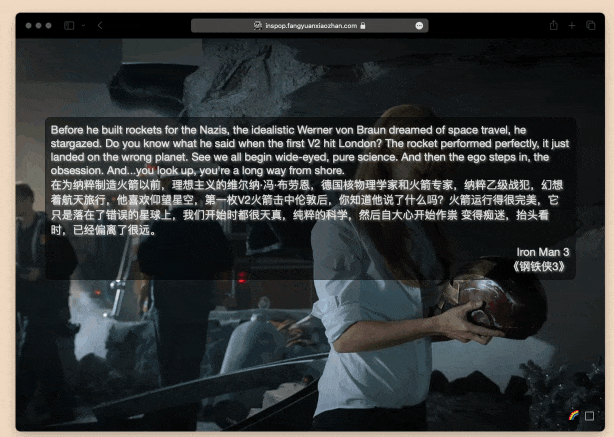 inspop.fangyuanxiaozhan.com
Before he built rockets for the Nazis, the idealistic Werner von Braun dreamed of space travel, he
stargazed. Do you know what he said when the first V2 hit London? The rocket performed perfectly, it just
landed on the wrong planet. See we all begin wide-eyed, pure science. And then the ego steps in, the
obsession. And...you look up, you're a long way from shore.
在为纳粹制造火箭以前，理想主义的维尔纳·冯·布劳恩，德国核物理学家和火箭专家，纳粹乙级战犯，幻想
着航天旅行，他喜欢仰望星空，第一枚V2火箭击中伦敦后，你知道他说了什么吗？火箭运行得很完美，它
只是落在了错误的星球上，我们开始时都很天真，纯粹的科学，然后自大心开始作祟 变得痴迷，抬头看
时，已经偏离了很远。
Iron Man 3
《钢铁侠3》